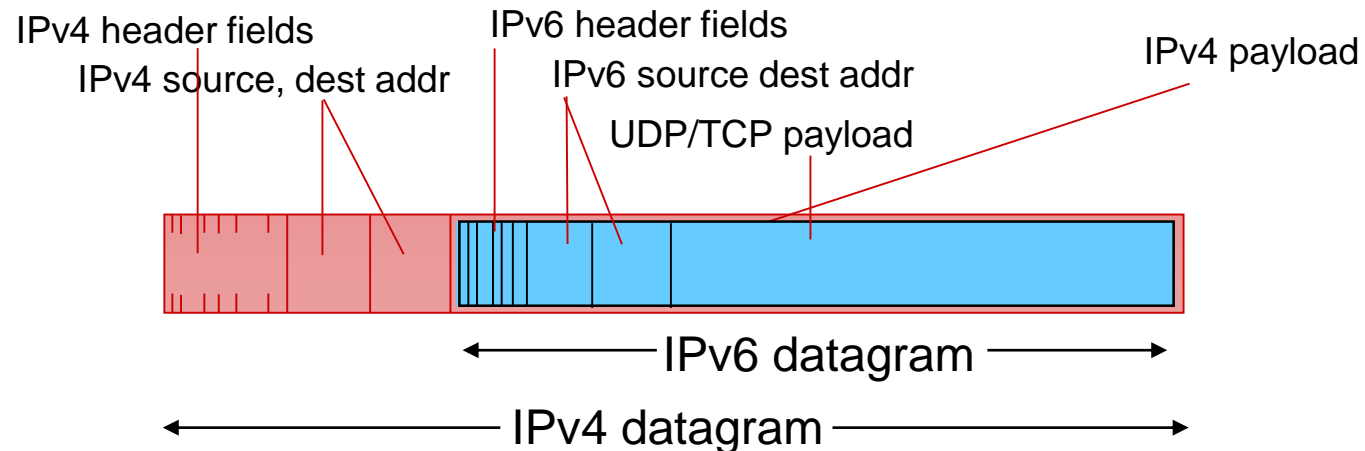 IPv4 header fields
IPv6 header fields
IPv4 payload
IPv4 source, dest addr
IPv6 source dest addr
UDP/TCP payload
IPv6 datagram
IPv4 datagram